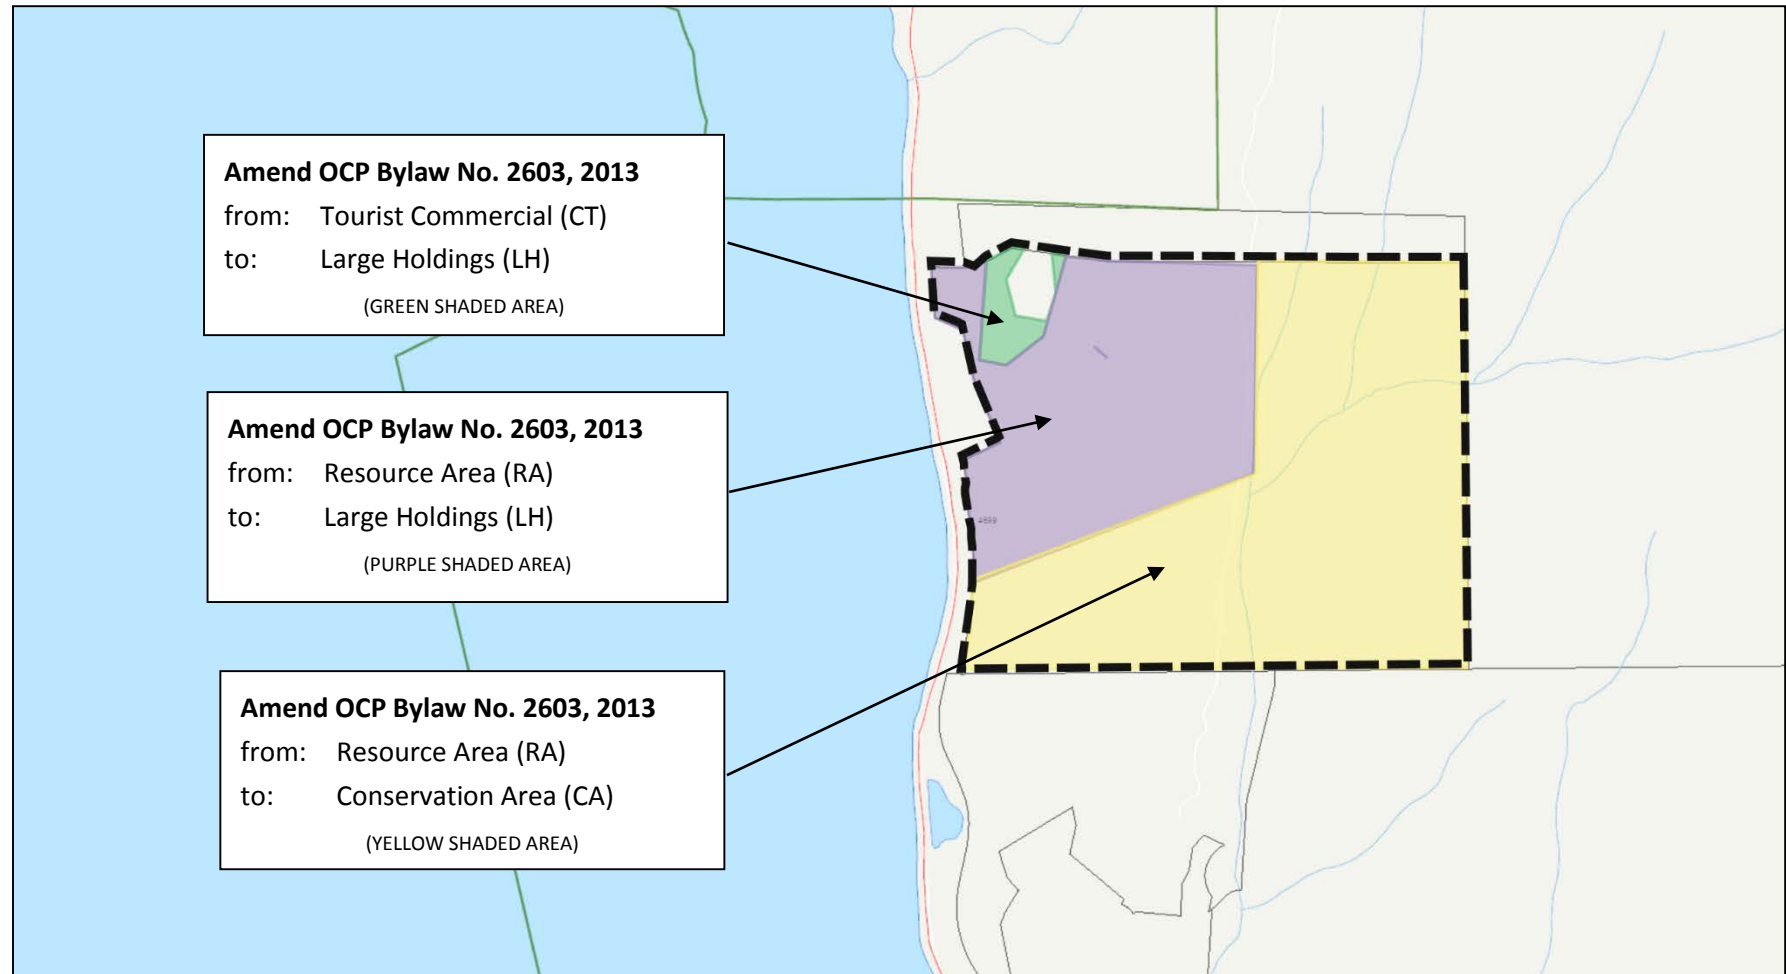 Amend OCP Bylaw No. 2603, 2013
from: Tourist Commercial (CT)
to: Large Holdings (LH)
(GREEN SHADED AREA)
Amend OCP Bylaw No. 2603, 2013
from: Resource Area (RA)
to: Large Holdings (LH)
(PURPLE SHADED AREA)
Amend OCP Bylaw No. 2603, 2013
from: Resource Area (RA)
to: Conservation Area (CA)
(YELLOW SHADED AREA)